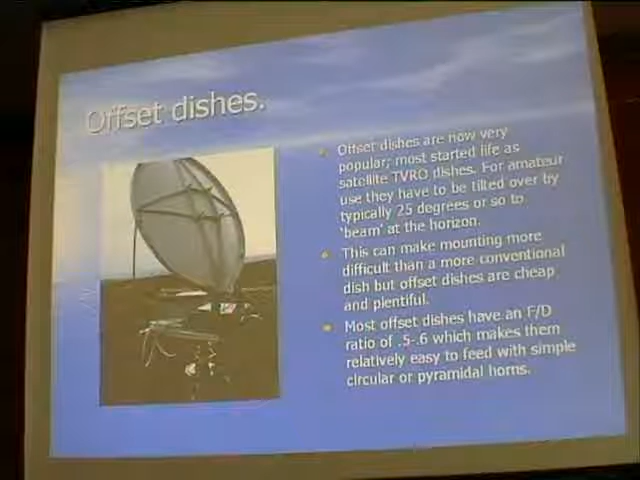 Offset dishes.
Offset dishes are now very
popular; most started life as
satellite TVRO dishes. For amateur
use they have to be tilted over by
typically 25 degrees or so to
'beam' at the horizon.
This can make mounting more
difficult than a more conventional
dish but offset dishes are cheap
and plentiful.
Most offset dishes have an F/D
ratio of .5-.6 which makes them
relatively easy to feed with simple
circular or pyramidal horns.